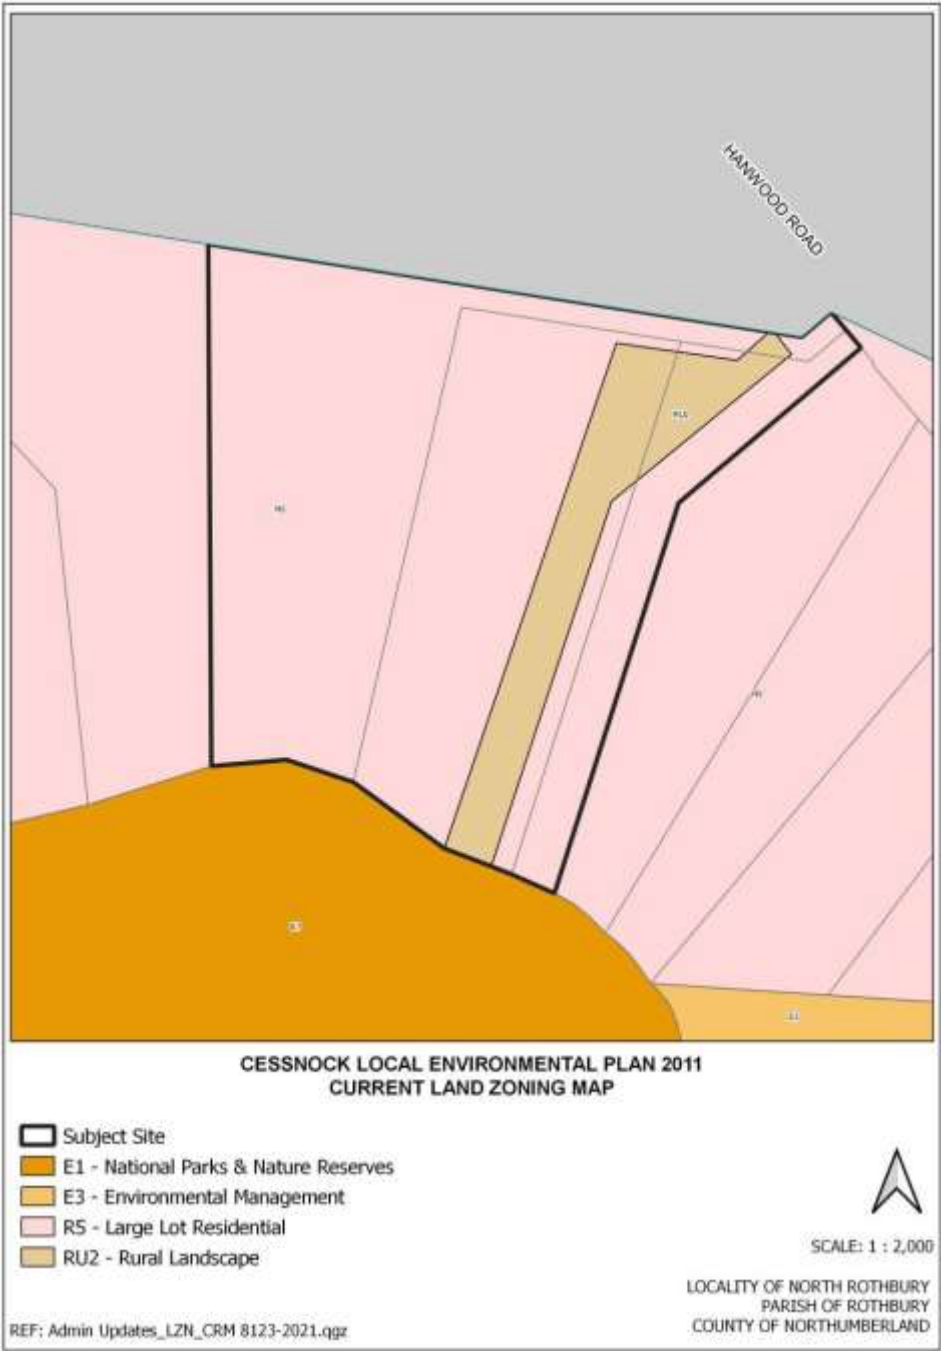 HANWOOD ROAD
CESSNOCK LOCAL ENVIRONMENTAL PLAN 2011
CURRENT LAND ZONING MAP
Subject Site
E1 - National Parks & Nature Reserves
E3 - Environmental Management
R5 - Large Lot Residential
RU2 - Rural Landscape
SCALE: 1 : 2,000
LOCALITY OF NORTH ROTHBURY
PARISH OF ROTHBURY
COUNTY OF NORTHUMBERLAND
REF: Admin Updates_LZN_CRM 8123-2021.qgz